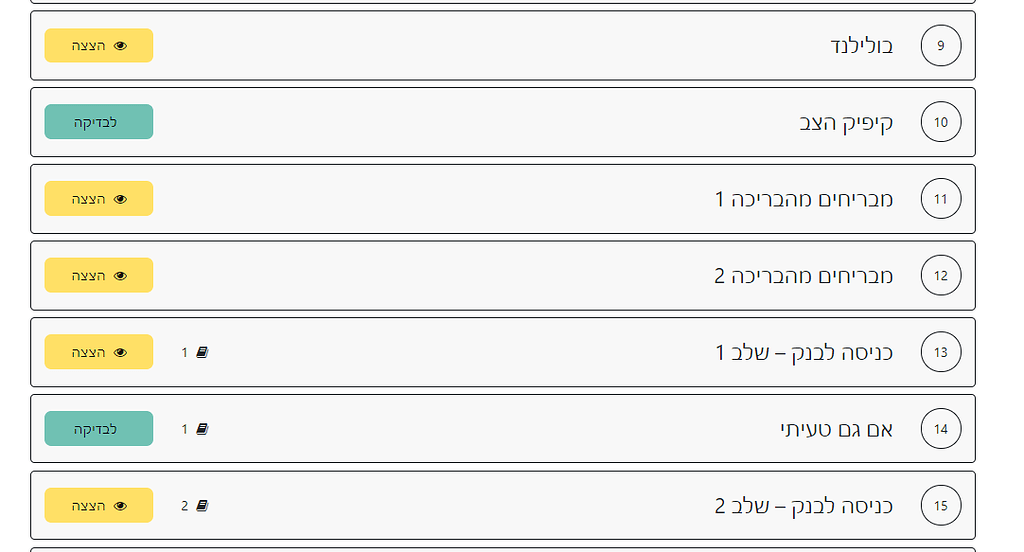 9 בולילנד הצצה
10 קיפיק הצב לבדיקה
11 מבריחים מהבריכה 1 הצצה
12 מבריחים מהבריכה 2 הצצה
13 כניסה לבנק – שלב 1 1 הצצה
14 אם גם טעיתי 1 לבדיקה
15 כניסה לבנק – שלב 2 2 הצצה